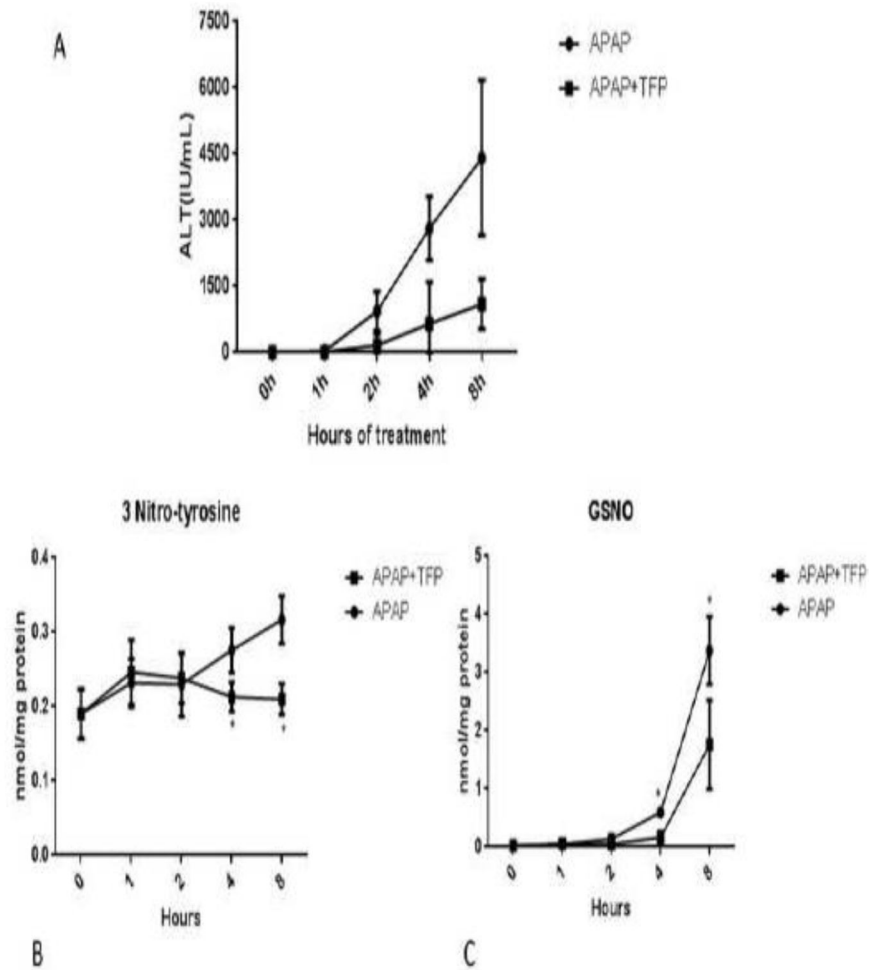 A
7500
6000
4500
3000
1500
0
ALT(IU/mL)
0h 1h 2h 4h 8h
Hours of treatment
APAP
APAP+TFP
3 Nitro-tyrosine
0.4
0.3
0.2
0.1
0.0
nmol/mg protein
0 1 2 4 8
Hours
APAP+TFP
APAP
B
GSNO
5
4
3
2
1
0
nmol/mg protein
0 1 2 4 8
Hours
APAP+TFP
APAP
C